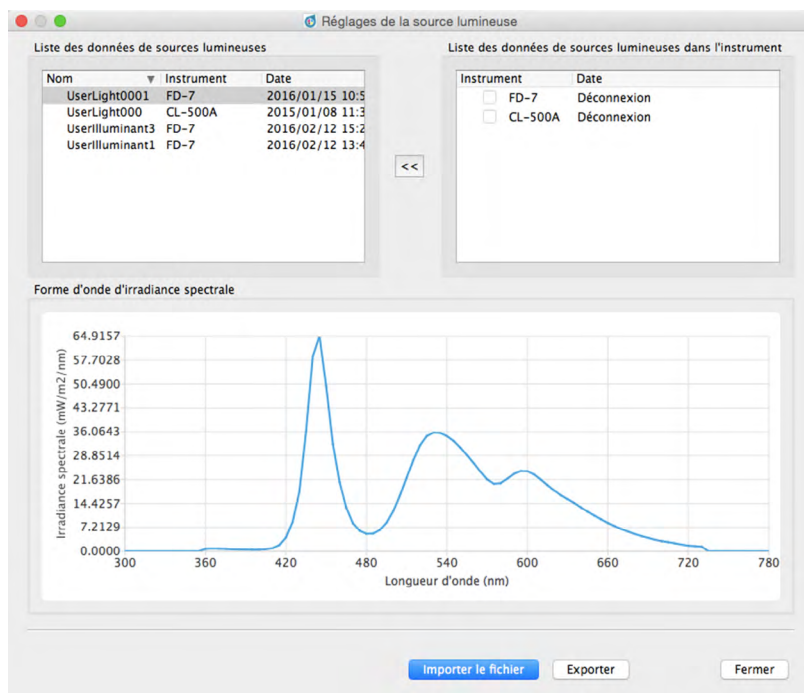 Réglages de la source lumineuse
Liste des données de sources lumineuses
Nom Instrument Date
UserLight0001 FD-7 2016/01/15 10:5
UserLight000 CL-500A 2015/01/08 11:3
UserIlluminant3 FD-7 2016/02/12 15:2
UserIlluminant1 FD-7 2016/02/12 13:4
<<
Liste des données de sources lumineuses dans l'instrument
Instrument Date
FD-7 Déconnexion
CL-500A Déconnexion
Forme d'onde d'irradiance spectrale
Irradiance spectrale (mW/m2/nm)
64.9157
57.7028
50.4900
43.2771
36.0643
28.8514
21.6386
14.4257
7.2129
0.0000
300 360 420 480 540 600 660 720 780
Longueur d'onde (nm)
Importer le fichier Exporter Fermer